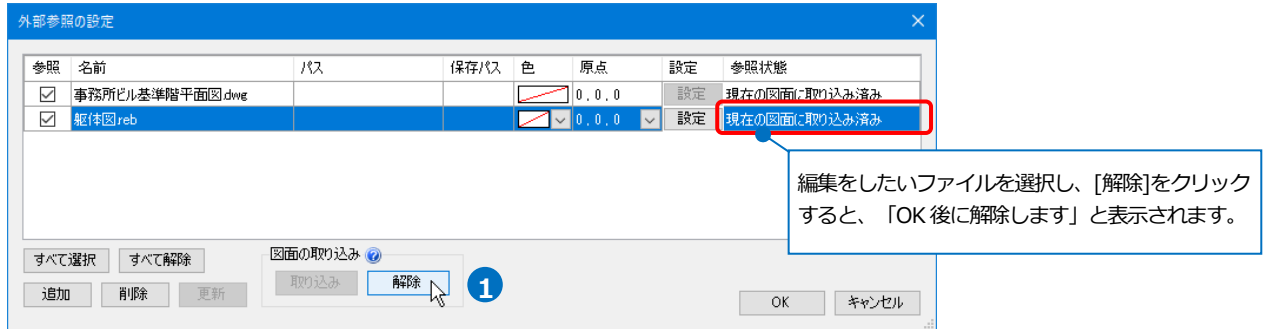 外部参照の設定
参照 名前 パス 保存パス 色 原点 設定 参照状態
事務所ビル基準階平面図.dwg 0, 0, 0 設定 現在の図面に取り込み済み
躯体図.reb 0, 0, 0 設定 現在の図面に取り込み済み
編集をしたいファイルを選択し、[解除]をクリック
すると、「OK 後に解除します」と表示されます。
すべて選択 すべて解除 図面の取り込み ?
追加 削除 更新 取り込み 解除 1
OK キャンセル